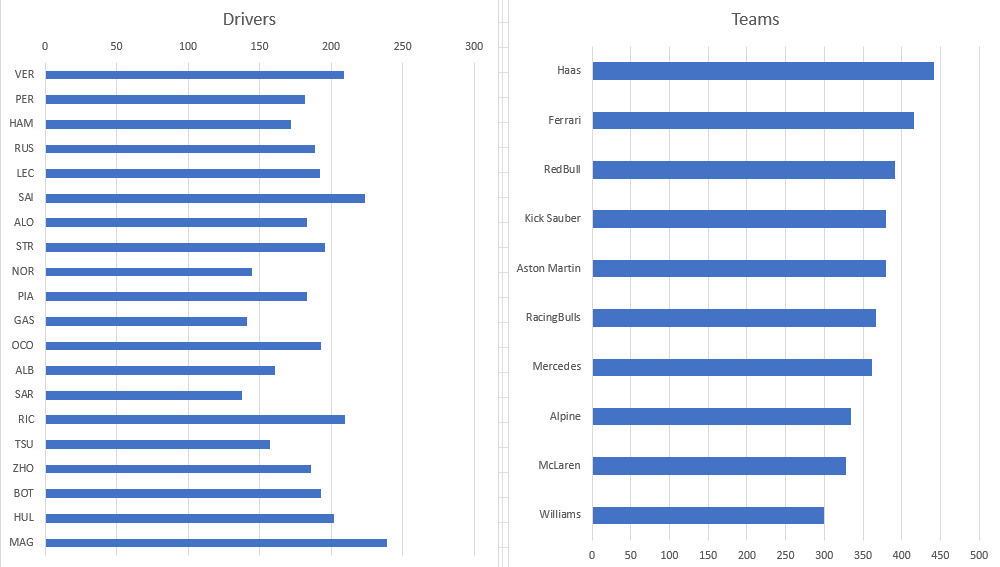 Drivers
0 50 100 150 200 250 300
VER
PER
HAM
RUS
LEC
SAI
ALO
STR
NOR
PIA
GAS
OCO
ALB
SAR
RIC
TSU
ZHO
BOT
HUL
MAG
Teams
Haas
Ferrari
RedBull
Kick Sauber
Aston Martin
RacingBulls
Mercedes
Alpine
McLaren
Williams
0 50 100 150 200 250 300 350 400 450 500